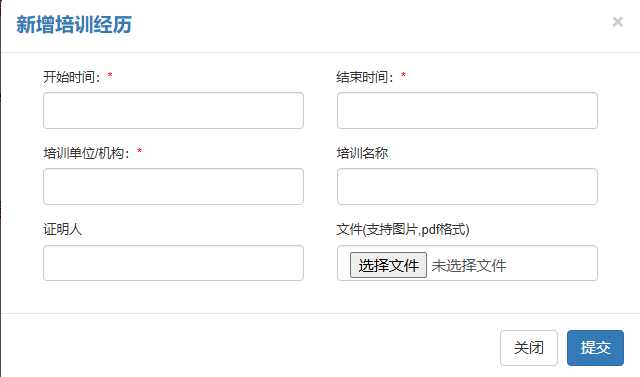 新增培训经历 ×
开始时间：* 结束时间：*
培训单位/机构：* 培训名称
证明人 文件(支持图片,pdf格式)
选择文件 未选择文件
关闭 提交